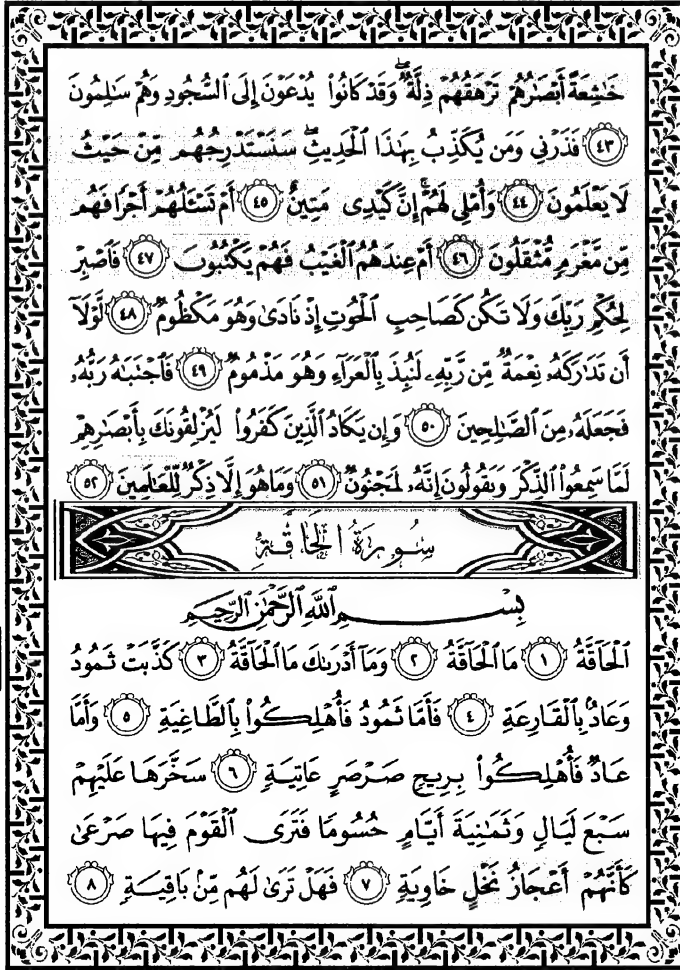 خَٰشِعَةً أَبۡصَٰرُهُمۡ تَرۡهَقُهُمۡ ذِلَّةٞۖ وَقَدۡ كَانُواْ يُدۡعَوۡنَ إِلَى ٱلسُّجُودِ وَهُمۡ سَٰلِمُونَ
٤٣ فَذَرۡنِي وَمَن يُكَذِّبُ بِهَٰذَا ٱلۡحَدِيثِۖ سَنَسۡتَدۡرِجُهُم مِّنۡ حَيۡثُ
لَا يَعۡلَمُونَ ٤٤ وَأُمۡلِي لَهُمۡۚ إِنَّ كَيۡدِي مَتِينٌ ٤٥ أَمۡ تَسۡـَٔلُهُمۡ أَجۡرٗا فَهُم
مِّن مَّغۡرَمٖ مُّثۡقَلُونَ ٤٦ أَمۡ عِندَهُمُ ٱلۡغَيۡبُ فَهُمۡ يَكۡتُبُونَ ٤٧ فَٱصۡبِرۡ
لِحُكۡمِ رَبِّكَ وَلَا تَكُن كَصَاحِبِ ٱلۡحُوتِ إِذۡ نَادَىٰ وَهُوَ مَكۡظُومٞ ٤٨ لَّوۡلَآ
أَن تَدَٰرَكَهُۥ نِعۡمَةٞ مِّن رَّبِّهِۦ لَنُبِذَ بِٱلۡعَرَآءِ وَهُوَ مَذۡمُومٞ ٤٩ فَٱجۡتَبَٰهُ رَبُّهُۥ
فَجَعَلَهُۥ مِنَ ٱلصَّٰلِحِينَ ٥٠ وَإِن يَكَادُ ٱلَّذِينَ كَفَرُواْ لَيُزۡلِقُونَكَ بِأَبۡصَٰرِهِمۡ
لَمَّا سَمِعُواْ ٱلذِّكۡرَ وَيَقُولُونَ إِنَّهُۥ لَمَجۡنُونٞ ٥١ وَمَا هُوَ إِلَّا ذِكۡرٞ لِّلۡعَٰلَمِينَ ٥٢
سُورَةُ الحَاقَّةِ
بِسۡمِ ٱللَّهِ ٱلرَّحۡمَٰنِ ٱلرَّحِيمِ
ٱلۡحَآقَّةُ ١ مَا ٱلۡحَآقَّةُ ٢ وَمَآ أَدۡرَىٰكَ مَا ٱلۡحَآقَّةُ ٣ كَذَّبَتۡ ثَمُودُ
وَعَادُۢ بِٱلۡقَارِعَةِ ٤ فَأَمَّا ثَمُودُ فَأُهۡلِكُواْ بِٱلطَّاغِيَةِ ٥ وَأَمَّا
عَادٞ فَأُهۡلِكُواْ بِرِيحٖ صَرۡصَرٍ عَاتِيَةٖ ٦ سَخَّرَهَا عَلَيۡهِمۡ
سَبۡعَ لَيَالٖ وَثَمَٰنِيَةَ أَيَّامٍ حُسُومٗا فَتَرَى ٱلۡقَوۡمَ فِيهَا صَرۡعَىٰ
كَأَنَّهُمۡ أَعۡجَازُ نَخۡلٍ خَاوِيَةٖ ٧ فَهَلۡ تَرَىٰ لَهُم مِّنۢ بَاقِيَةٖ ٨